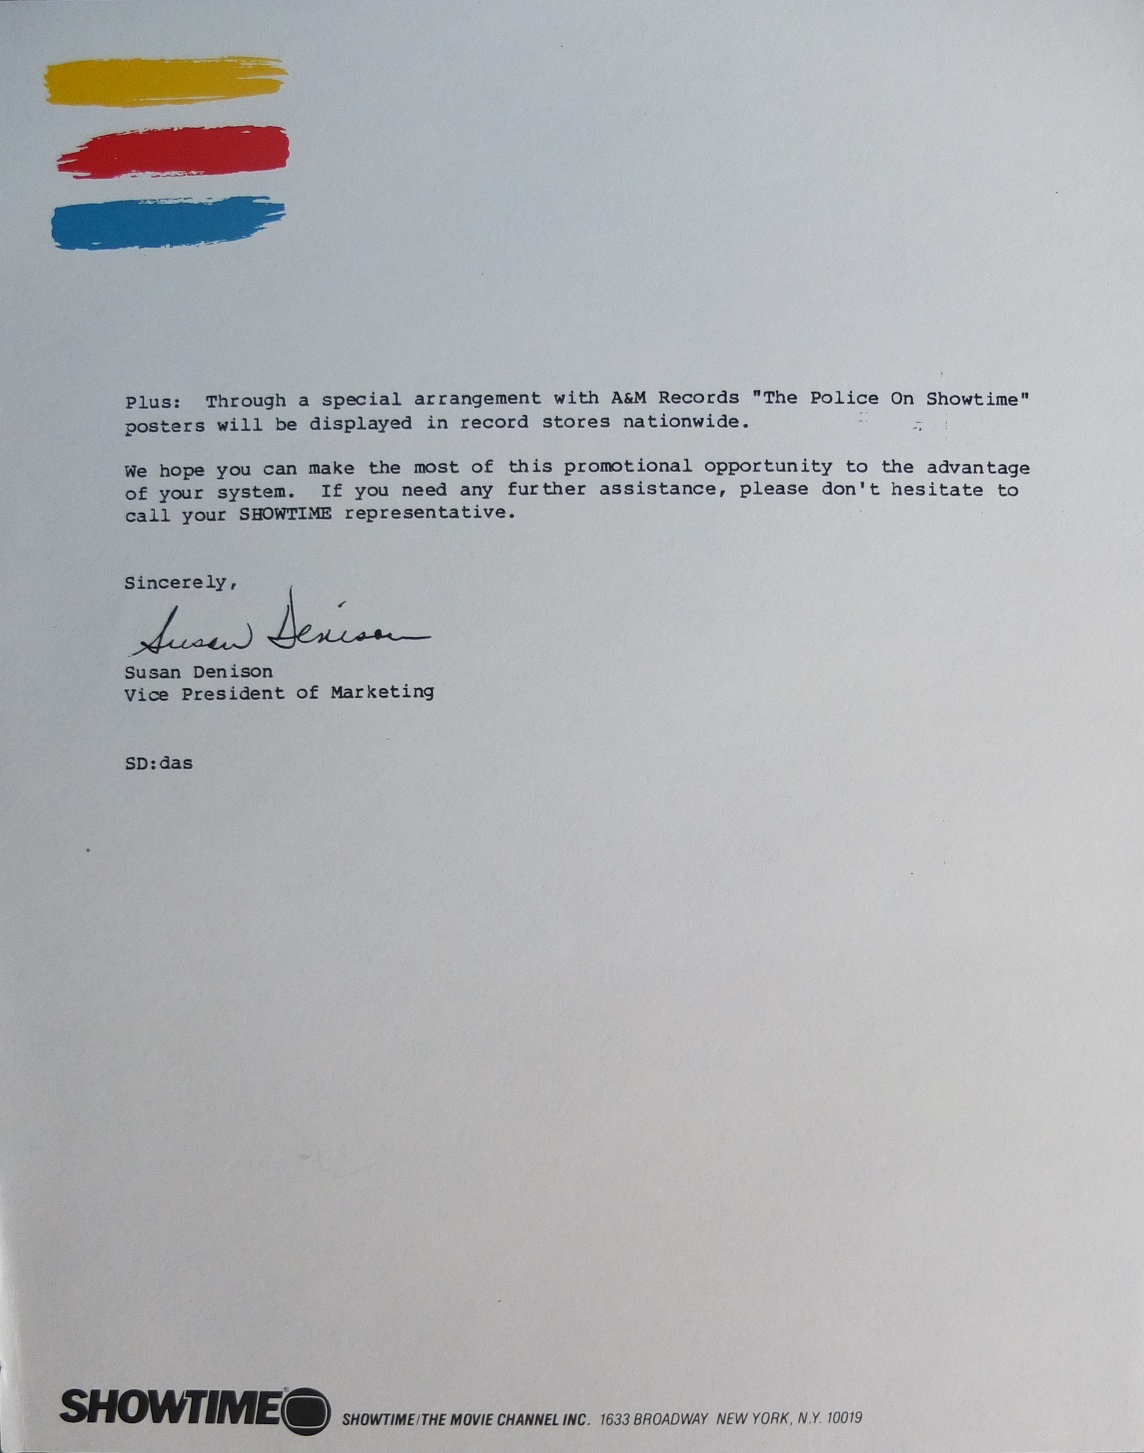 Plus:  Through a special arrangement with A&M Records "The Police On Showtime"
posters will be displayed in record stores nationwide.
We hope you can make the most of this promotional opportunity to the advantage
of your system.  If you need any further assistance, please don't hesitate to
call your SHOWTIME representative.
Sincerely,
Susan Denison
Susan Denison
Vice President of Marketing
SD:das
SHOWTIME® SHOWTIME/THE MOVIE CHANNEL INC. 1633 BROADWAY NEW YORK, N.Y. 10019